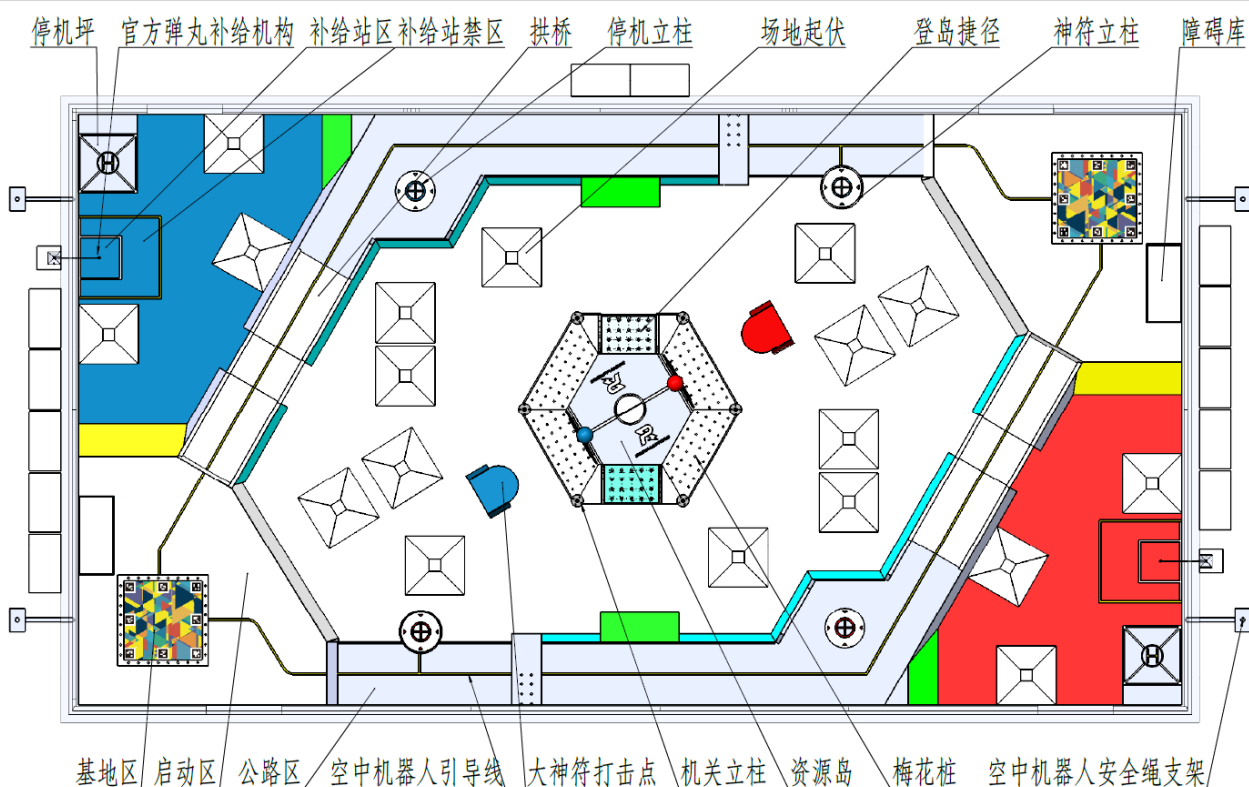 停机坪 官方弹丸补给机构 补给站区 补给站禁区 拱桥 停机立柱 场地起伏 登岛捷径 神符立柱 障碍库
H
H
基地区 启动区 公路区 空中机器人引导线 大神符打击点 机关立柱 资源岛 梅花桩 空中机器人安全绳支架